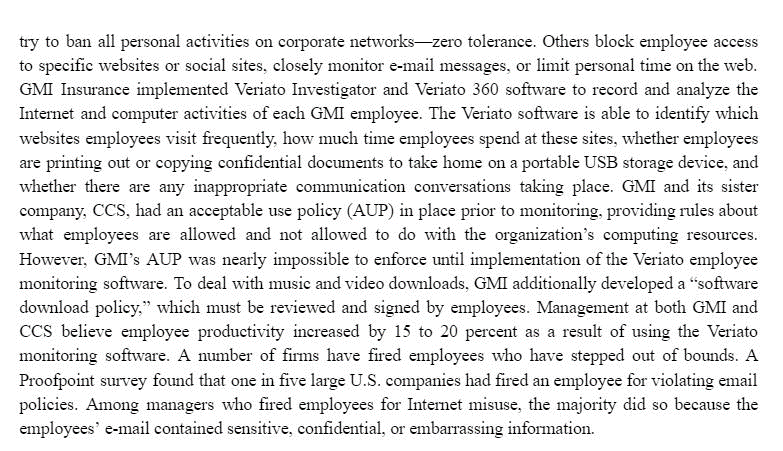 try to ban all personal activities on corporate networks—zero tolerance. Others block employee access
to specific websites or social sites, closely monitor e-mail messages, or limit personal time on the web.
GMI Insurance implemented Veriato Investigator and Veriato 360 software to record and analyze the
Internet and computer activities of each GMI employee. The Veriato software is able to identify which
websites employees visit frequently, how much time employees spend at these sites, whether employees
are printing out or copying confidential documents to take home on a portable USB storage device, and
whether there are any inappropriate communication conversations taking place. GMI and its sister
company, CCS, had an acceptable use policy (AUP) in place prior to monitoring, providing rules about
what employees are allowed and not allowed to do with the organization’s computing resources.
However, GMI’s AUP was nearly impossible to enforce until implementation of the Veriato employee
monitoring software. To deal with music and video downloads, GMI additionally developed a “software
download policy,” which must be reviewed and signed by employees. Management at both GMI and
CCS believe employee productivity increased by 15 to 20 percent as a result of using the Veriato
monitoring software. A number of firms have fired employees who have stepped out of bounds. A
Proofpoint survey found that one in five large U.S. companies had fired an employee for violating email
policies. Among managers who fired employees for Internet misuse, the majority did so because the
employees’ e-mail contained sensitive, confidential, or embarrassing information.